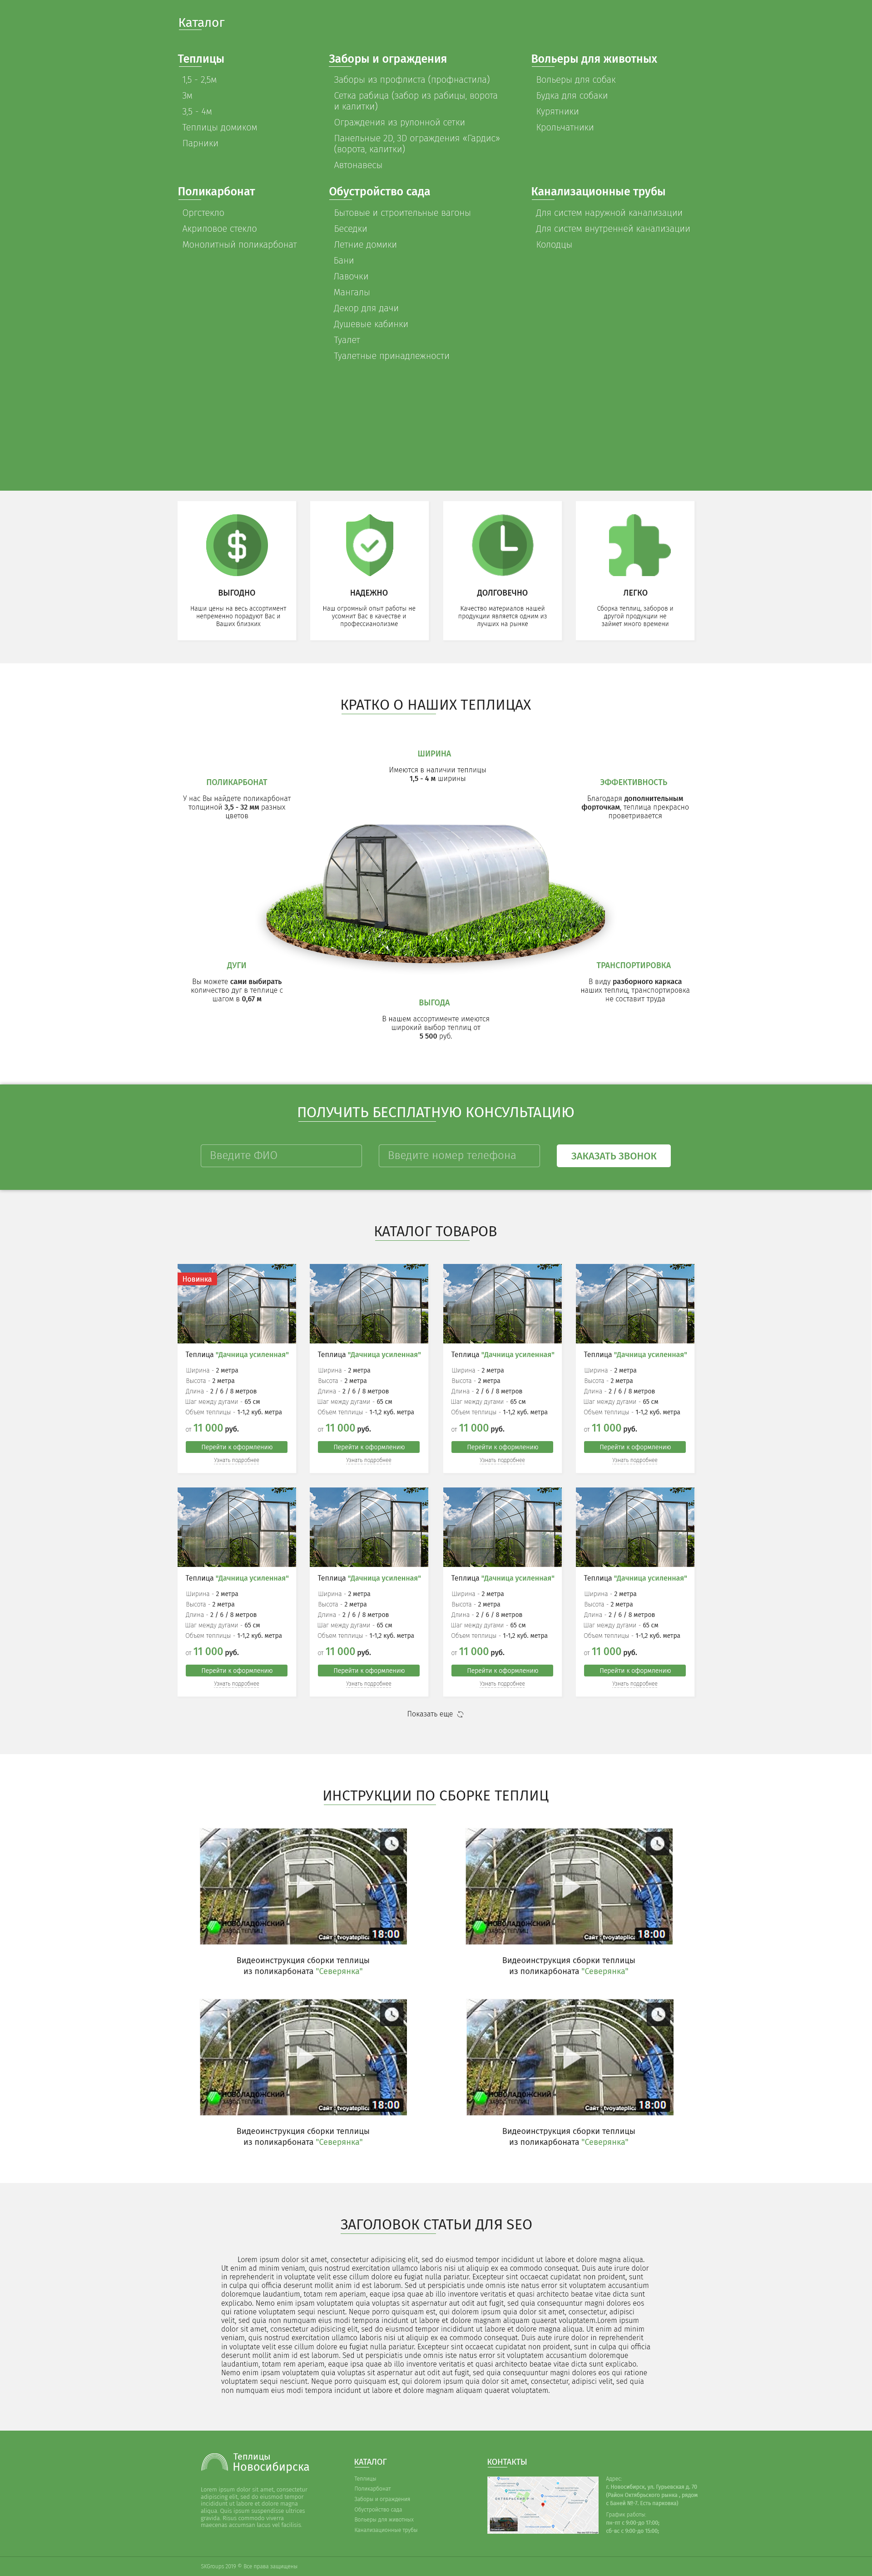 Каталог
Теплицы
1,5 - 2,5м
3м
3,5 - 4м
Теплицы домиком
Парники
Заборы и ограждения
Заборы из профлиста (профнастила)
Сетка рабица (забор из рабицы, ворота
и калитки)
Ограждения из рулонной сетки
Панельные 2D, 3D ограждения «Гардис»
(ворота, калитки)
Автонавесы
Вольеры для животных
Вольеры для собак
Будка для собаки
Курятники
Крольчатники
Поликарбонат
Оргстекло
Акриловое стекло
Монолитный поликарбонат
Обустройство сада
Бытовые и строительные вагоны
Беседки
Летние домики
Бани
Лавочки
Мангалы
Декор для дачи
Душевые кабинки
Туалет
Туалетные принадлежности
Канализационные трубы
Для систем наружной канализации
Для систем внутренней канализации
Колодцы
ВЫГОДНО
Наши цены на весь ассортимент
непременно порадуют Вас и
Ваших близких
НАДЕЖНО
Наш огромный опыт работы не
усомнит Вас в качестве и
профессианолизме
ДОЛГОВЕЧНО
Качество материалов нашей
продукции является одним из
лучших на рынке
ЛЕГКО
Сборка теплиц, заборов и
другой продукции не
займет много времени
КРАТКО О НАШИХ ТЕПЛИЦАХ
ШИРИНА
Имеются в наличии теплицы
1,5 - 4 м ширины
ПОЛИКАРБОНАТ
У нас Вы найдете поликарбонат
толщиной 3,5 - 32 мм разных
цветов
ЭФФЕКТИВНОСТЬ
Благодаря дополнительным
форточкам, теплица прекрасно
проветривается
ДУГИ
Вы можете сами выбирать
количество дуг в теплице с
шагом в 0,67 м
ТРАНСПОРТИРОВКА
В виду разборного каркаса
наших теплиц, транспортировка
не составит труда
ВЫГОДА
В нашем ассортименте имеются
широкий выбор теплиц от
5 500 руб.
ПОЛУЧИТЬ БЕСПЛАТНУЮ КОНСУЛЬТАЦИЮ
Введите ФИО
Введите номер телефона
ЗАКАЗАТЬ ЗВОНОК
КАТАЛОГ ТОВАРОВ
Новинка
Теплица "Дачница усиленная"
Ширина - 2 метра
Высота - 2 метра
Длина - 2 / 6 / 8 метров
Шаг между дугами - 65 см
Объем теплицы - 1-1,2 куб. метра
от 11 000 руб.
Перейти к оформлению
Узнать подробнее
Теплица "Дачница усиленная"
Ширина - 2 метра
Высота - 2 метра
Длина - 2 / 6 / 8 метров
Шаг между дугами - 65 см
Объем теплицы - 1-1,2 куб. метра
от 11 000 руб.
Перейти к оформлению
Узнать подробнее
Теплица "Дачница усиленная"
Ширина - 2 метра
Высота - 2 метра
Длина - 2 / 6 / 8 метров
Шаг между дугами - 65 см
Объем теплицы - 1-1,2 куб. метра
от 11 000 руб.
Перейти к оформлению
Узнать подробнее
Теплица "Дачница усиленная"
Ширина - 2 метра
Высота - 2 метра
Длина - 2 / 6 / 8 метров
Шаг между дугами - 65 см
Объем теплицы - 1-1,2 куб. метра
от 11 000 руб.
Перейти к оформлению
Узнать подробнее
Теплица "Дачница усиленная"
Ширина - 2 метра
Высота - 2 метра
Длина - 2 / 6 / 8 метров
Шаг между дугами - 65 см
Объем теплицы - 1-1,2 куб. метра
от 11 000 руб.
Перейти к оформлению
Узнать подробнее
Теплица "Дачница усиленная"
Ширина - 2 метра
Высота - 2 метра
Длина - 2 / 6 / 8 метров
Шаг между дугами - 65 см
Объем теплицы - 1-1,2 куб. метра
от 11 000 руб.
Перейти к оформлению
Узнать подробнее
Теплица "Дачница усиленная"
Ширина - 2 метра
Высота - 2 метра
Длина - 2 / 6 / 8 метров
Шаг между дугами - 65 см
Объем теплицы - 1-1,2 куб. метра
от 11 000 руб.
Перейти к оформлению
Узнать подробнее
Теплица "Дачница усиленная"
Ширина - 2 метра
Высота - 2 метра
Длина - 2 / 6 / 8 метров
Шаг между дугами - 65 см
Объем теплицы - 1-1,2 куб. метра
от 11 000 руб.
Перейти к оформлению
Узнать подробнее
Показать еще
ИНСТРУКЦИИ ПО СБОРКЕ ТЕПЛИЦ
НОВОЛАДОЖСКИЙ
ЗАВОД ТЕПЛИЦ
Сайт : tvoyateplica
18:00
Видеоинструкция сборки теплицы
из поликарбоната "Северянка"
НОВОЛАДОЖСКИЙ
ЗАВОД ТЕПЛИЦ
Сайт : tvoyateplica
18:00
Видеоинструкция сборки теплицы
из поликарбоната "Северянка"
НОВОЛАДОЖСКИЙ
ЗАВОД ТЕПЛИЦ
Сайт : tvoyateplica
18:00
Видеоинструкция сборки теплицы
из поликарбоната "Северянка"
НОВОЛАДОЖСКИЙ
ЗАВОД ТЕПЛИЦ
Сайт : tvoyateplica
18:00
Видеоинструкция сборки теплицы
из поликарбоната "Северянка"
ЗАГОЛОВОК СТАТЬИ ДЛЯ SEO
Lorem ipsum dolor sit amet, consectetur adipisicing elit, sed do eiusmod tempor incididunt ut labore et dolore magna aliqua.
Ut enim ad minim veniam, quis nostrud exercitation ullamco laboris nisi ut aliquip ex ea commodo consequat. Duis aute irure dolor
in reprehenderit in voluptate velit esse cillum dolore eu fugiat nulla pariatur. Excepteur sint occaecat cupidatat non proident, sunt
in culpa qui officia deserunt mollit anim id est laborum. Sed ut perspiciatis unde omnis iste natus error sit voluptatem accusantium
doloremque laudantium, totam rem aperiam, eaque ipsa quae ab illo inventore veritatis et quasi architecto beatae vitae dicta sunt
explicabo. Nemo enim ipsam voluptatem quia voluptas sit aspernatur aut odit aut fugit, sed quia consequuntur magni dolores eos
qui ratione voluptatem sequi nesciunt. Neque porro quisquam est, qui dolorem ipsum quia dolor sit amet, consectetur, adipisci
velit, sed quia non numquam eius modi tempora incidunt ut labore et dolore magnam aliquam quaerat voluptatem.Lorem ipsum
dolor sit amet, consectetur adipisicing elit, sed do eiusmod tempor incididunt ut labore et dolore magna aliqua. Ut enim ad minim
veniam, quis nostrud exercitation ullamco laboris nisi ut aliquip ex ea commodo consequat. Duis aute irure dolor in reprehenderit
in voluptate velit esse cillum dolore eu fugiat nulla pariatur. Excepteur sint occaecat cupidatat non proident, sunt in culpa qui officia
deserunt mollit anim id est laborum. Sed ut perspiciatis unde omnis iste natus error sit voluptatem accusantium doloremque
laudantium, totam rem aperiam, eaque ipsa quae ab illo inventore veritatis et quasi architecto beatae vitae dicta sunt explicabo.
Nemo enim ipsam voluptatem quia voluptas sit aspernatur aut odit aut fugit, sed quia consequuntur magni dolores eos qui ratione
voluptatem sequi nesciunt. Neque porro quisquam est, qui dolorem ipsum quia dolor sit amet, consectetur, adipisci velit, sed quia
non numquam eius modi tempora incidunt ut labore et dolore magnam aliquam quaerat voluptatem.
Теплицы
Новосибирска
Lorem ipsum dolor sit amet, consectetur
adipiscing elit, sed do eiusmod tempor
incididunt ut labore et dolore magna
aliqua. Quis ipsum suspendisse ultrices
gravida. Risus commodo viverra
maecenas accumsan lacus vel facilisis.
КАТАЛОГ
Теплицы
Поликарбонат
Заборы и ограждения
Обустройство сада
Вольеры для животных
Канализационные трубы
КОНТАКТЫ
Адрес:
г. Новосибирск, ул. Гурьевская д. 70
(Район Октябрьского рынка , рядом
с Баней №-7. Есть парковка)
График работы:
пн-пт с 9:00 до 17:00;
сб-вс с 9:00 до 15:00;
SKGroups 2019 © Все права защищены